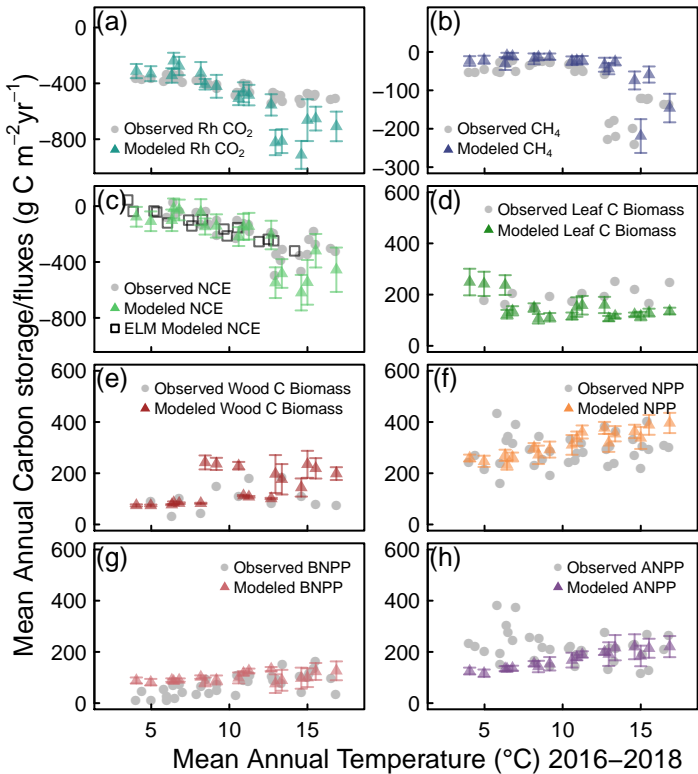 Mean Annual Carbon storage/fluxes (g C m⁻²yr⁻¹)
(a)
0
−400
−800
Observed Rh CO₂
Modeled Rh CO₂
(b)
0
−100
−200
−300
Observed CH₄
Modeled CH₄
(c)
0
−400
−800
Observed NCE
Modeled NCE
ELM Modeled NCE
(d)
600
400
200
0
Observed Leaf C Biomass
Modeled Leaf C Biomass
(e)
600
400
200
0
Observed Wood C Biomass
Modeled Wood C Biomass
(f)
600
400
200
0
Observed NPP
Modeled NPP
(g)
600
400
200
0
Observed BNPP
Modeled BNPP
5 10 15
(h)
600
400
200
0
Observed ANPP
Modeled ANPP
5 10 15
Mean Annual Temperature (°C) 2016−2018